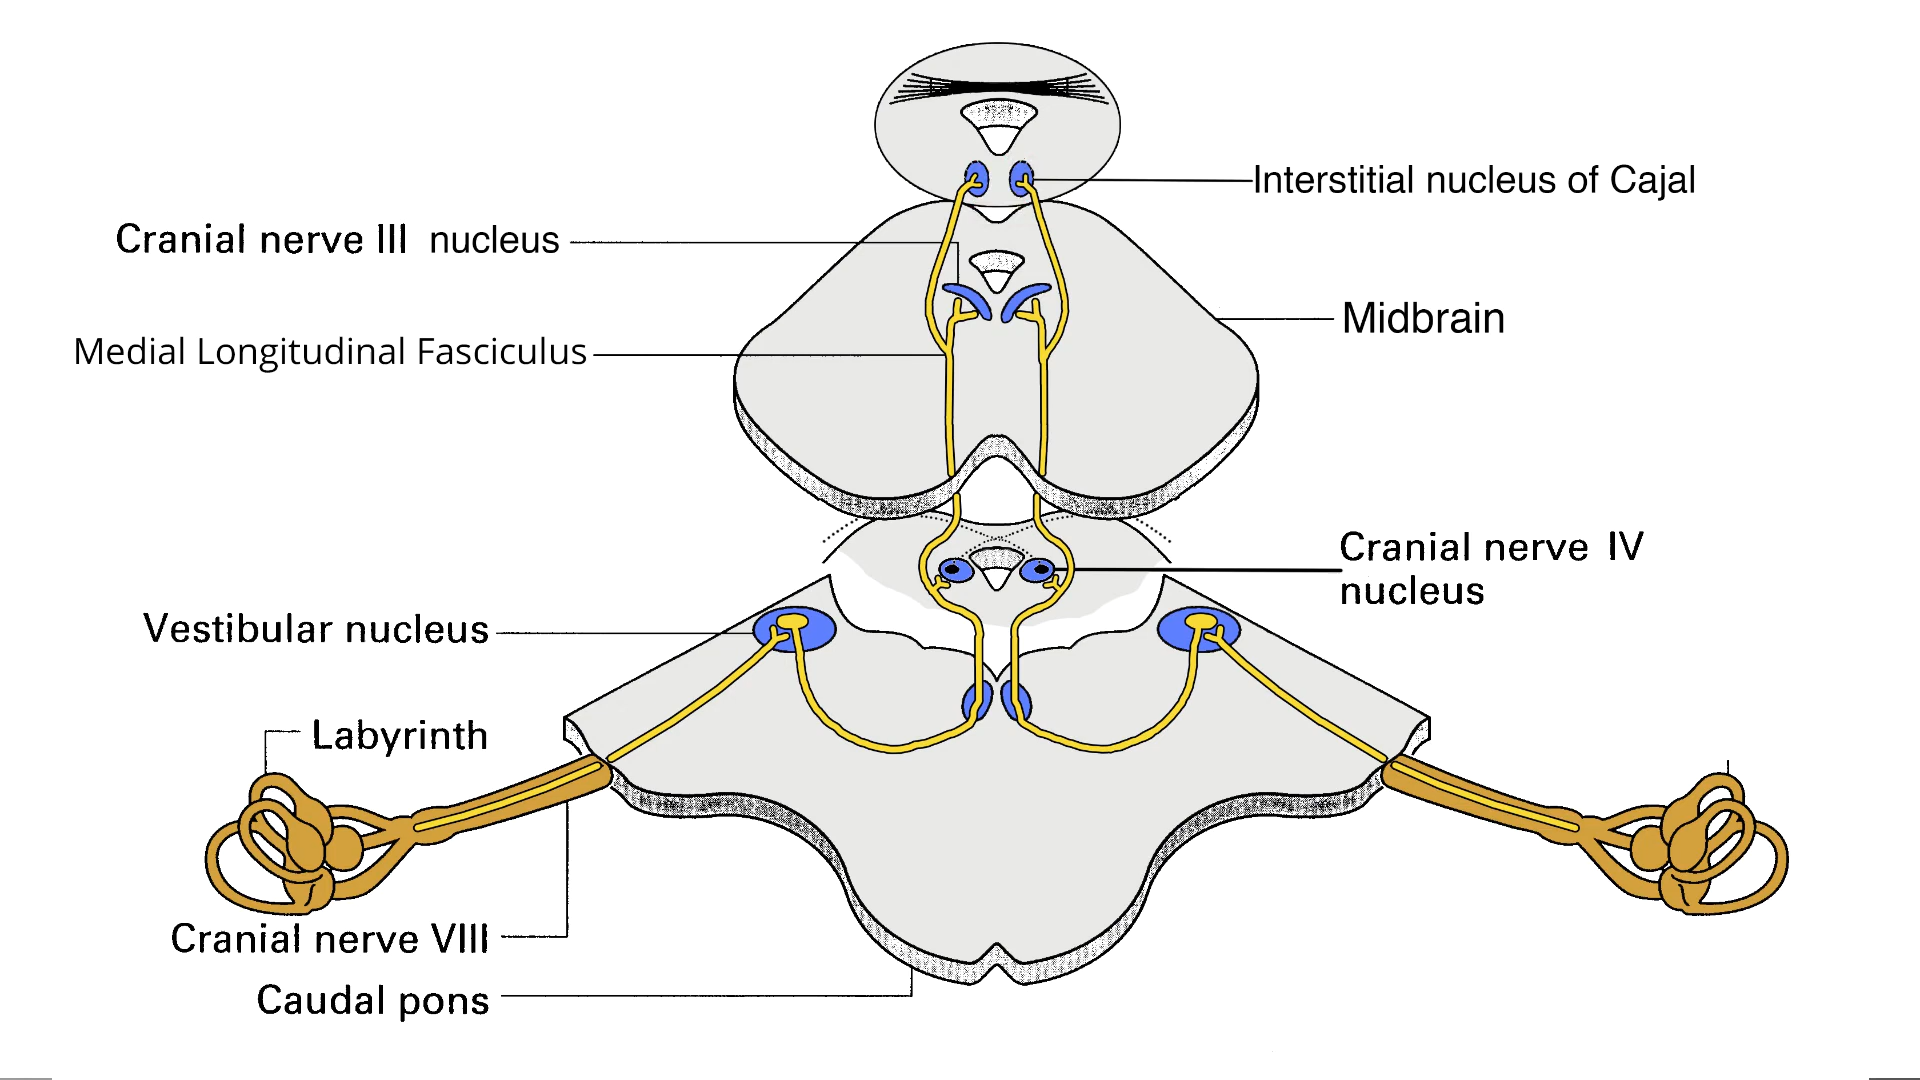 Interstitial nucleus of Cajal
Cranial nerve III nucleus
Midbrain
Medial Longitudinal Fasciculus
Cranial nerve IV
nucleus
Vestibular nucleus
Labyrinth
Cranial nerve VIII
Caudal pons